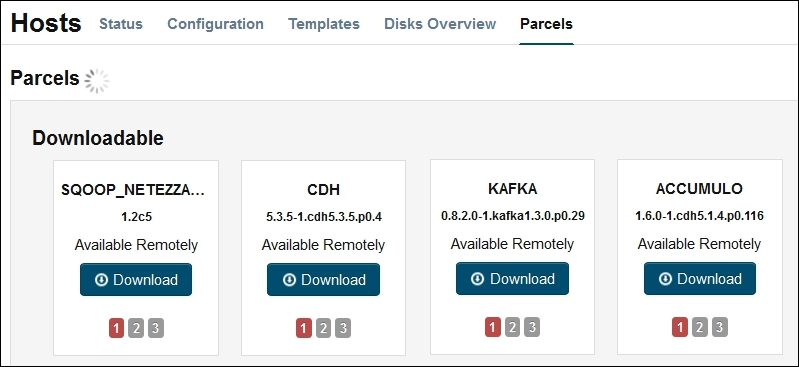 Hosts Status Configuration Templates Disks Overview Parcels
Parcels
Downloadable
SQOOP_NETEZZA... CDH KAFKA ACCUMULO
1.2c5 5.3.5-1.cdh5.3.5.p0.4 0.8.2.0-1.kafka1.3.0.p0.29 1.6.0-1.cdh5.1.4.p0.116
Available Remotely Available Remotely Available Remotely Available Remotely
Download Download Download Download
1 2 3 1 2 3 1 2 3 1 2 3